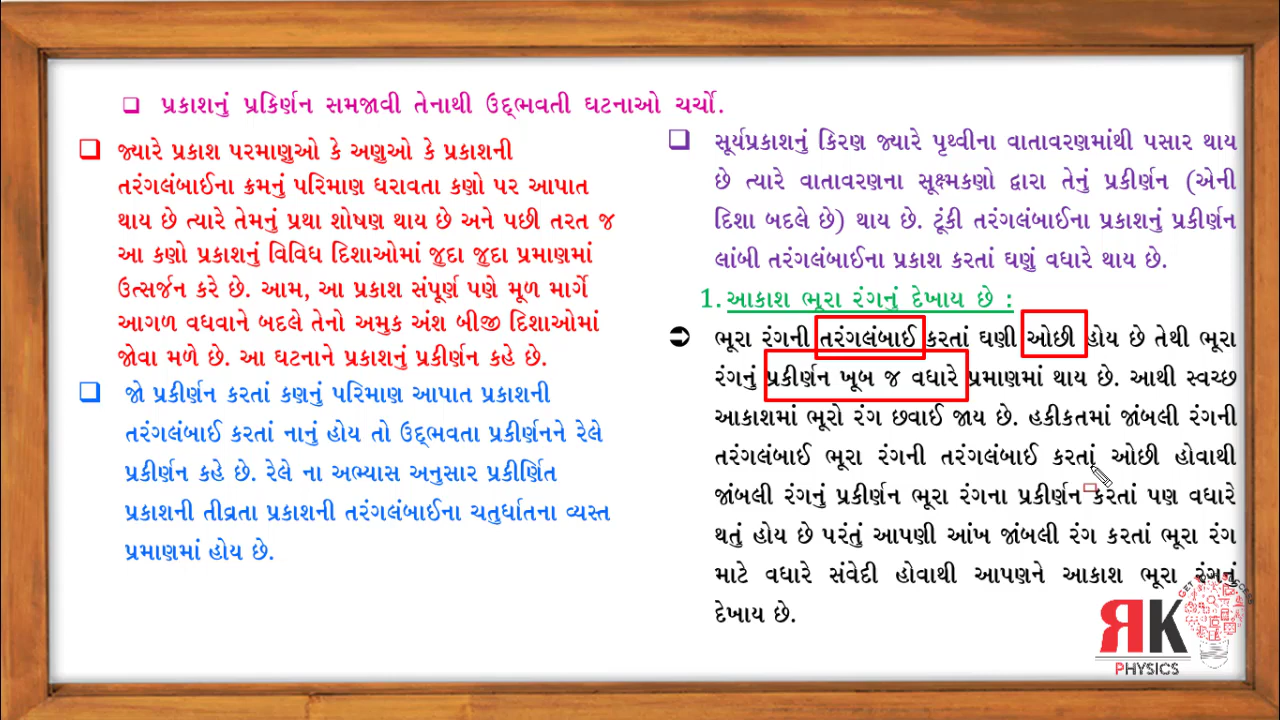 પ્રકાશનું પ્રકિર્ણન સમજાવી તેનાથી ઉદ્દભવતી ઘટનાઓ ચર્ચો.
જ્યારે પ્રકાશ પરમાણુઓ કે અણુઓ કે પ્રકાશની
તરંગલંબાઈના ક્રમનું પરિમાણ ધરાવતા કણો પર આપાત
થાય છે ત્યારે તેમનું પ્રથા શોષણ થાય છે અને પછી તરત જ
આ કણો પ્રકાશનું વિવિધ દિશાઓમાં જુદા જુદા પ્રમાણમાં
ઉત્સર્જન કરે છે. આમ, આ પ્રકાશ સંપૂર્ણ પણે મૂળ માર્ગે
આગળ વધવાને બદલે તેનો અમુક અંશ બીજી દિશાઓમાં
જોવા મળે છે. આ ઘટનાને પ્રકાશનું પ્રકીર્ણન કહે છે.
જો પ્રકીર્ણન કરતાં કણનું પરિમાણ આપાત પ્રકાશની
તરંગલંબાઈ કરતાં નાનું હોય તો ઉદ્દભવતા પ્રકીર્ણનને રેલે
પ્રકીર્ણન કહે છે. રેલે ના અભ્યાસ અનુસાર પ્રકીર્ણિત
પ્રકાશની તીવ્રતા પ્રકાશની તરંગલંબાઈના ચતુર્ધાતના વ્યસ્ત
પ્રમાણમાં હોય છે.
સૂર્યપ્રકાશનું કિરણ જ્યારે પૃથ્વીના વાતાવરણમાંથી પસાર થાય
છે ત્યારે વાતાવરણના સૂક્ષ્મકણો દ્વારા તેનું પ્રકીર્ણન (એની
દિશા બદલે છે) થાય છે. ટૂંકી તરંગલંબાઈના પ્રકાશનું પ્રકીર્ણન
લાંબી તરંગલંબાઈના પ્રકાશ કરતાં ઘણું વધારે થાય છે.
1. આકાશ ભૂરા રંગનું દેખાય છે :
ભૂરા રંગની તરંગલંબાઈ કરતાં ઘણી ઓછી હોય છે તેથી ભૂરા
રંગનું પ્રકીર્ણન ખૂબ જ વધારે પ્રમાણમાં થાય છે. આથી સ્વચ્છ
આકાશમાં ભૂરો રંગ છવાઈ જાય છે. હકીકતમાં જાંબલી રંગની
તરંગલંબાઈ ભૂરા રંગની તરંગલંબાઈ કરતાં ઓછી હોવાથી
જાંબલી રંગનું પ્રકીર્ણન ભૂરા રંગના પ્રકીર્ણન કરતાં પણ વધારે
થતું હોય છે પરંતું આપણી આંખ જાંબલી રંગ કરતાં ભૂરા રંગ
માટે વધારે સંવેદી હોવાથી આપણને આકાશ ભૂરા રંગનું
દેખાય છે.
RK
PHYSICS